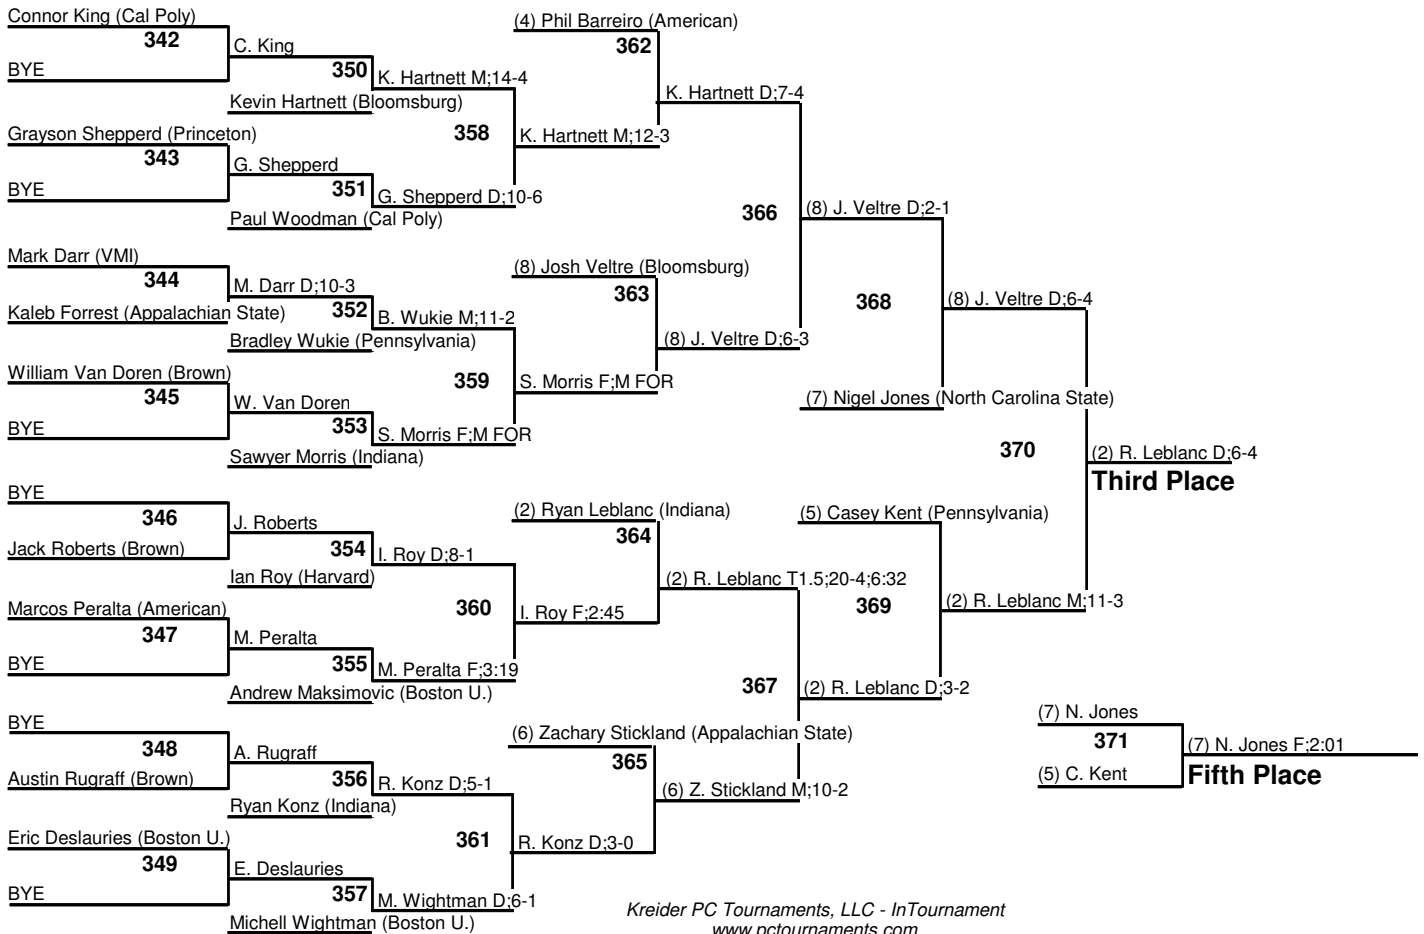 Connor King (Cal Poly)
342
BYE
C. King
350
Kevin Hartnett (Bloomsburg)
K. Hartnett M;14-4
Grayson Shepperd (Princeton)
343
BYE
G. Shepperd
351
Paul Woodman (Cal Poly)
G. Shepperd D;10-6
358
K. Hartnett M;12-3
(4) Phil Barreiro (American)
362
K. Hartnett D;7-4
Mark Darr (VMI)
344
Kaleb Forrest (Appalachian State)
M. Darr D;10-3
352
Bradley Wukie (Pennsylvania)
B. Wukie M;11-2
William Van Doren (Brown)
345
BYE
W. Van Doren
353
Sawyer Morris (Indiana)
S. Morris F;M FOR
359
S. Morris F;M FOR
(8) Josh Veltre (Bloomsburg)
363
(8) J. Veltre D;6-3
366
(8) J. Veltre D;2-1
368
(7) Nigel Jones (North Carolina State)
(8) J. Veltre D;6-4
BYE
346
Jack Roberts (Brown)
J. Roberts
354
Ian Roy (Harvard)
I. Roy D;8-1
Marcos Peralta (American)
347
BYE
M. Peralta
355
Andrew Maksimovic (Boston U.)
M. Peralta F;3:19
360
I. Roy F;2:45
(2) Ryan Leblanc (Indiana)
364
(2) R. Leblanc T1.5;20-4;6:32
BYE
348
Austin Rugraff (Brown)
A. Rugraff
356
Ryan Konz (Indiana)
R. Konz D;5-1
Eric Deslauries (Boston U.)
349
BYE
E. Deslauries
357
Michell Wightman (Boston U.)
M. Wightman D;6-1
361
R. Konz D;3-0
(6) Zachary Stickland (Appalachian State)
365
(6) Z. Stickland M;10-2
367
(2) R. Leblanc D;3-2
(5) Casey Kent (Pennsylvania)
369
(2) R. Leblanc M;11-3
370
(2) R. Leblanc D;6-4
Third Place
(7) N. Jones
371
(5) C. Kent
(7) N. Jones F;2:01
Fifth Place
Kreider PC Tournaments, LLC - InTournament
www.pctournaments.com